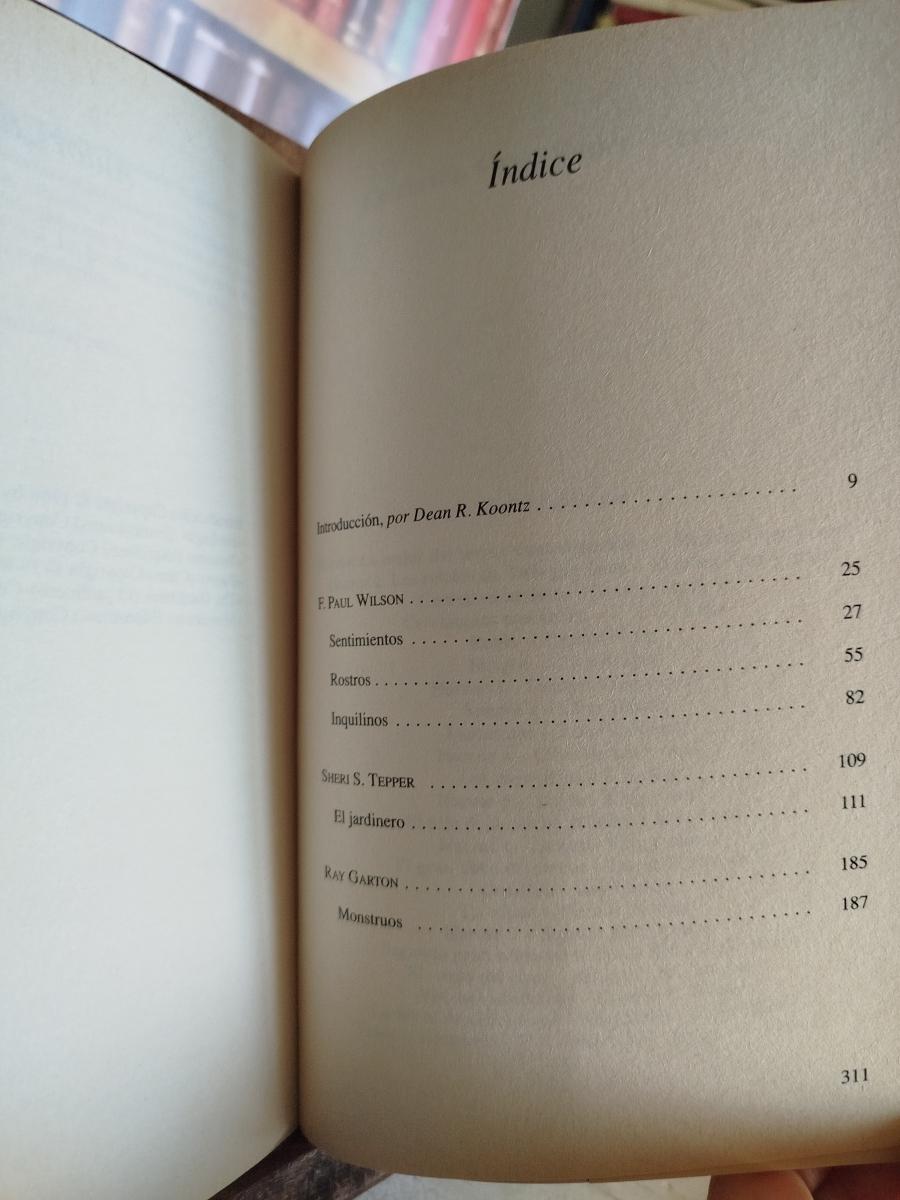 Índice
Introducción, por Dean R. Koontz . . . . . . . . . . . . . . . . . . . . . . 9
F. PAUL WILSON . . . . . . . . . . . . . . . . . . . . . . . . . . . . . . . . . 25
Sentimientos . . . . . . . . . . . . . . . . . . . . . . . . . . . . . . . . . 27
Rostros . . . . . . . . . . . . . . . . . . . . . . . . . . . . . . . . . . . . 55
Inquilinos . . . . . . . . . . . . . . . . . . . . . . . . . . . . . . . . . . 82
SHERI S. TEPPER . . . . . . . . . . . . . . . . . . . . . . . . . . . . . . . 109
El jardinero . . . . . . . . . . . . . . . . . . . . . . . . . . . . . . . . . 111
RAY GARTON . . . . . . . . . . . . . . . . . . . . . . . . . . . . . . . . . 185
Monstruos . . . . . . . . . . . . . . . . . . . . . . . . . . . . . . . . 187
311